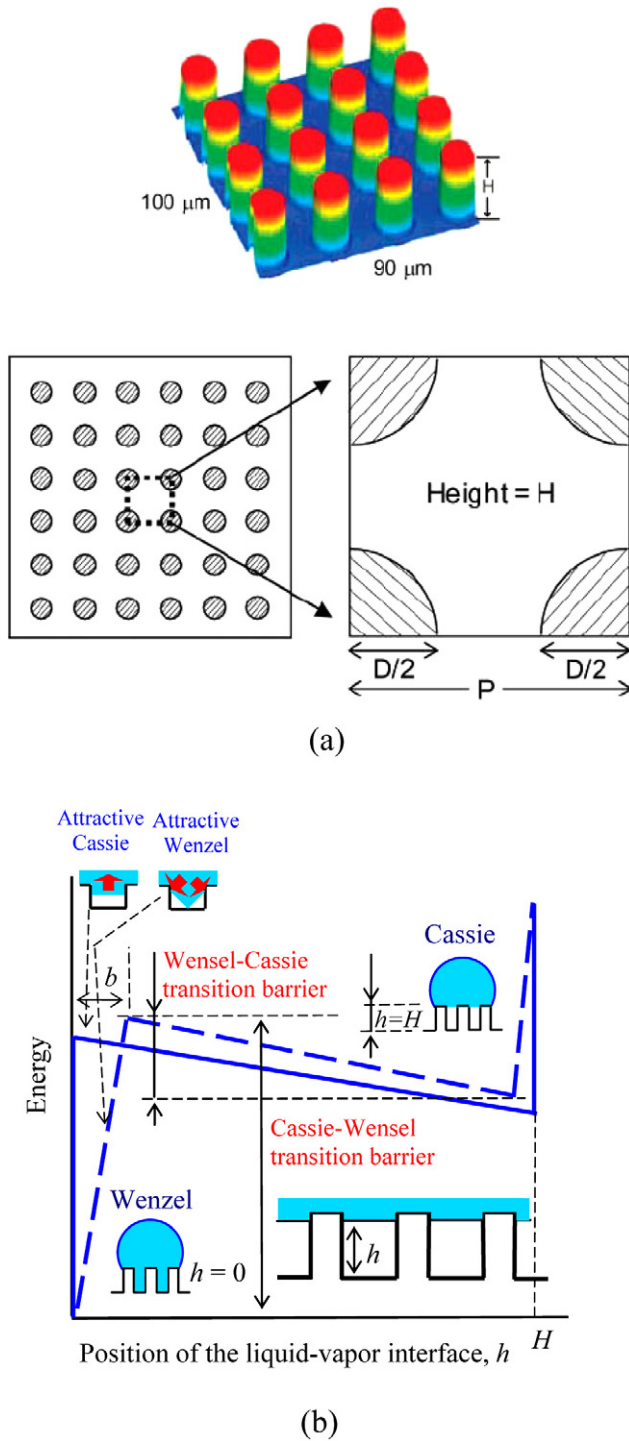 H
100 μm
90 μm
Height = H
D/2
D/2
P
(a)
Attractive
Cassie
Attractive
Wenzel
b
Wensel-Cassie
transition barrier
Cassie
h=H
Energy
Cassie-Wensel
transition barrier
Wenzel
h = 0
h
Position of the liquid-vapor interface, h
H
(b)